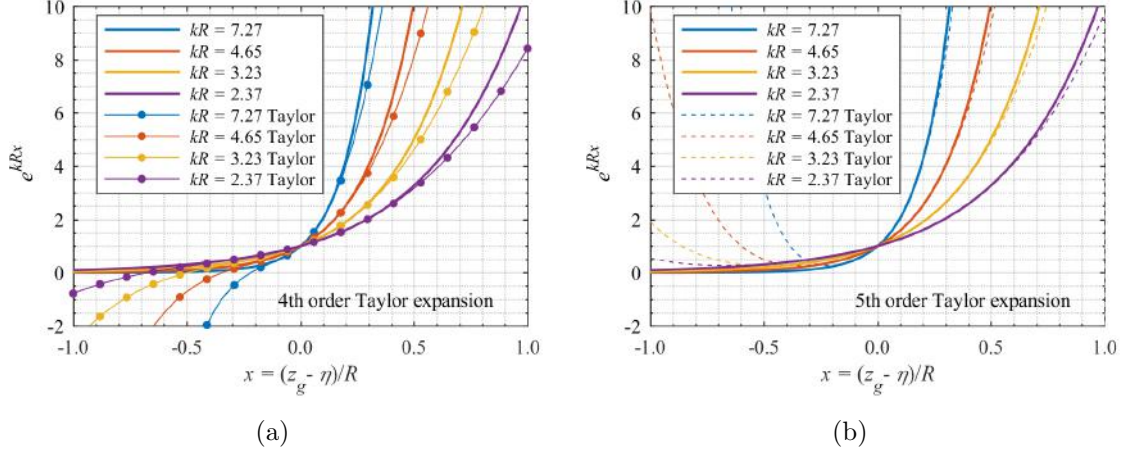 10
8
6
4
2
0
-2
e^{kRx}
kR = 7.27
kR = 4.65
kR = 3.23
kR = 2.37
kR = 7.27 Taylor
kR = 4.65 Taylor
kR = 3.23 Taylor
kR = 2.37 Taylor
4th order Taylor expansion
-1.0 -0.5 0.0 0.5 1.0
x = (z_g - η)/R
(a)
10
8
6
4
2
0
-2
e^{kRx}
kR = 7.27
kR = 4.65
kR = 3.23
kR = 2.37
kR = 7.27 Taylor
kR = 4.65 Taylor
kR = 3.23 Taylor
kR = 2.37 Taylor
5th order Taylor expansion
-1.0 -0.5 0.0 0.5 1.0
x = (z_g - η)/R
(b)